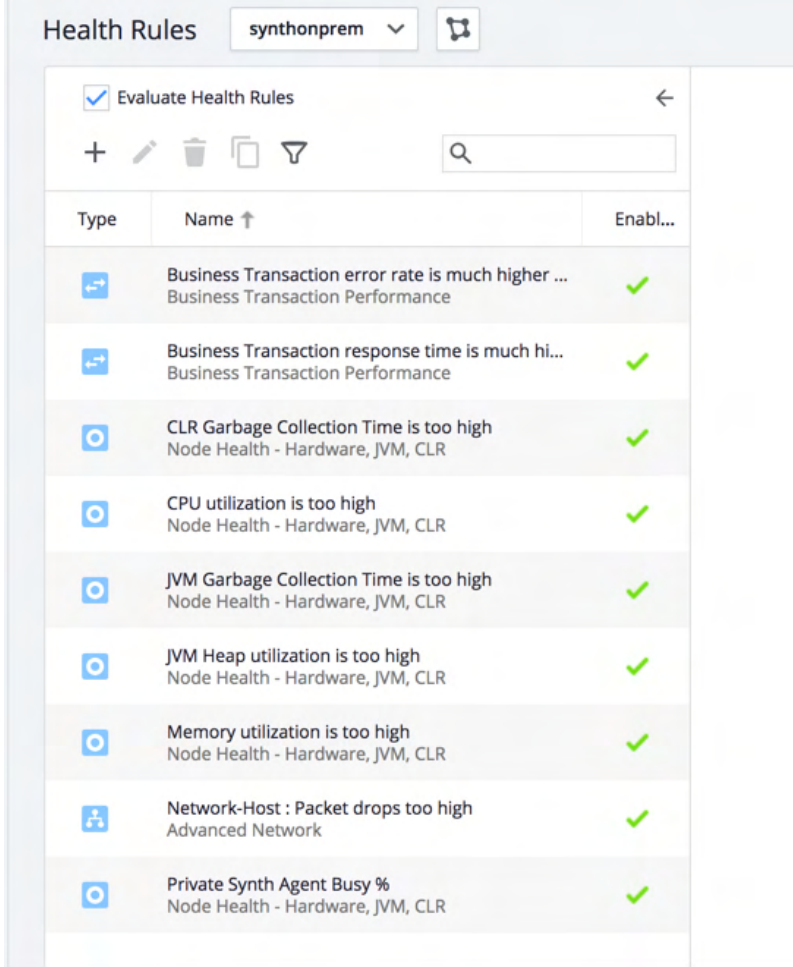 Health Rules synthonprem
Evaluate Health Rules
Type Name Enabl...
Business Transaction error rate is much higher ...
Business Transaction Performance
Business Transaction response time is much hi...
Business Transaction Performance
CLR Garbage Collection Time is too high
Node Health - Hardware, JVM, CLR
CPU utilization is too high
Node Health - Hardware, JVM, CLR
JVM Garbage Collection Time is too high
Node Health - Hardware, JVM, CLR
JVM Heap utilization is too high
Node Health - Hardware, JVM, CLR
Memory utilization is too high
Node Health - Hardware, JVM, CLR
Network-Host : Packet drops too high
Advanced Network
Private Synth Agent Busy %
Node Health - Hardware, JVM, CLR